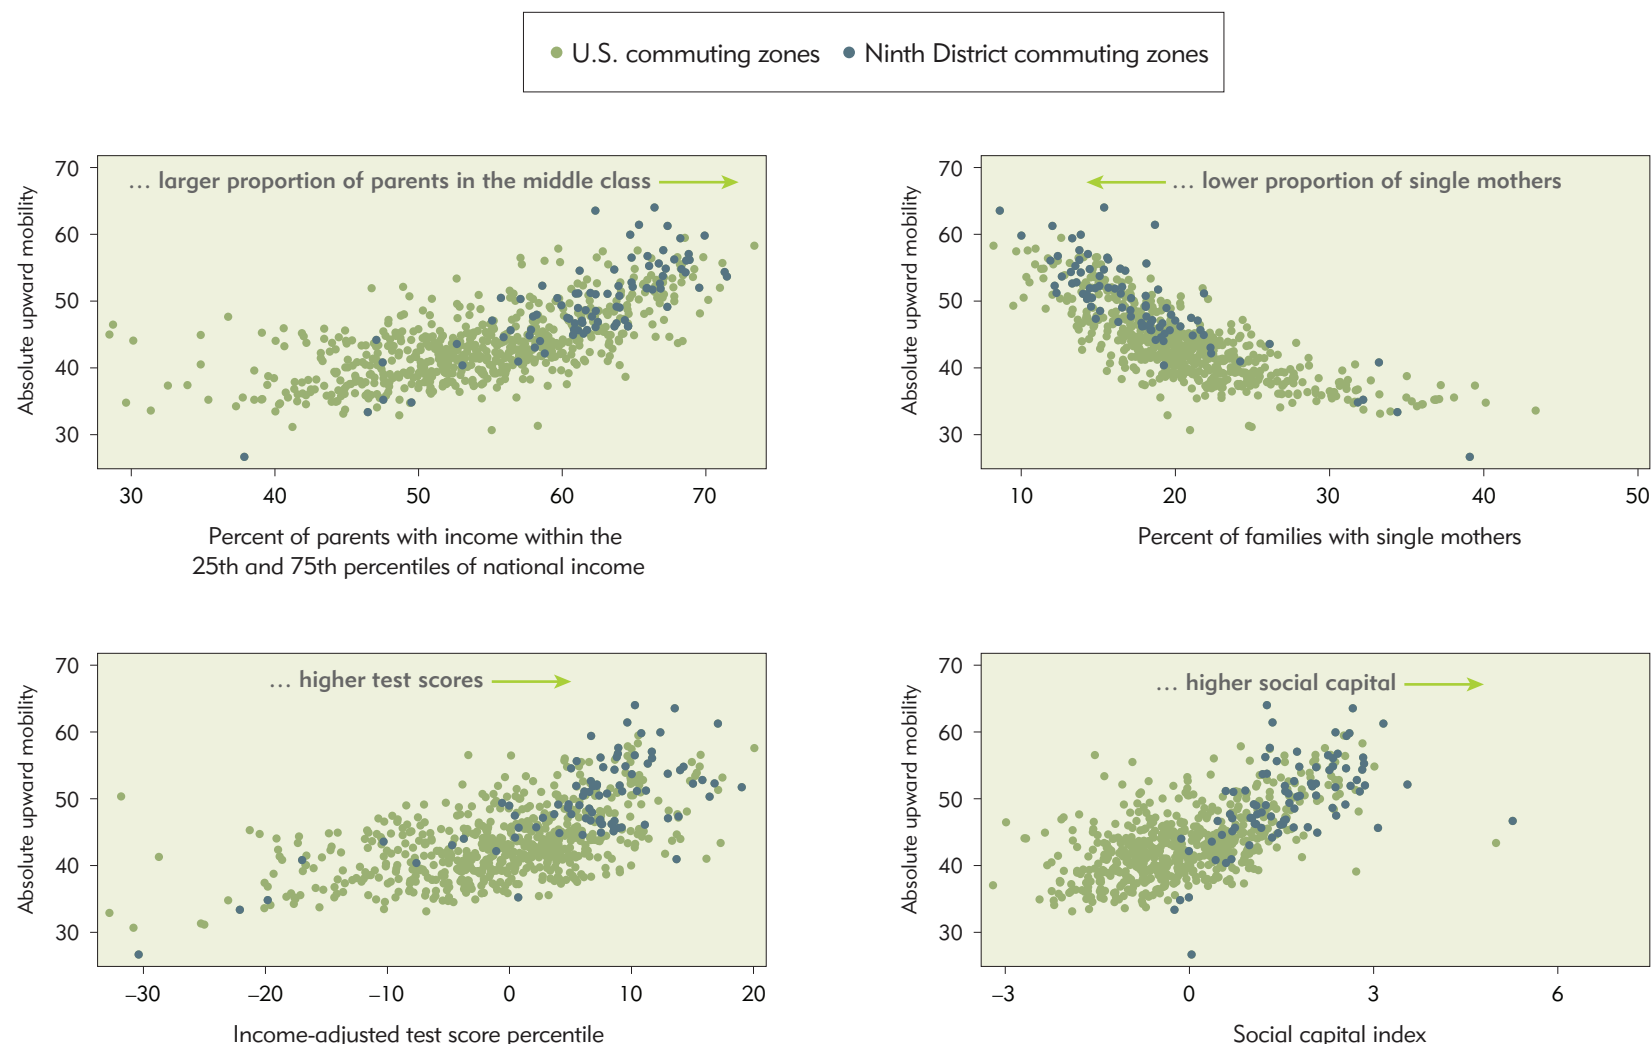 U.S. commuting zones Ninth District commuting zones
70
60
50
40
30
Absolute upward mobility
... larger proportion of parents in the middle class
30 40 50 60 70
Percent of parents with income within the
25th and 75th percentiles of national income
70
60
50
40
30
Absolute upward mobility
... lower proportion of single mothers
10 20 30 40 50
Percent of families with single mothers
70
60
50
40
30
Absolute upward mobility
... higher test scores
–30 –20 –10 0 10 20
Income-adjusted test score percentile
70
60
50
40
30
Absolute upward mobility
... higher social capital
–3 0 3 6
Social capital index